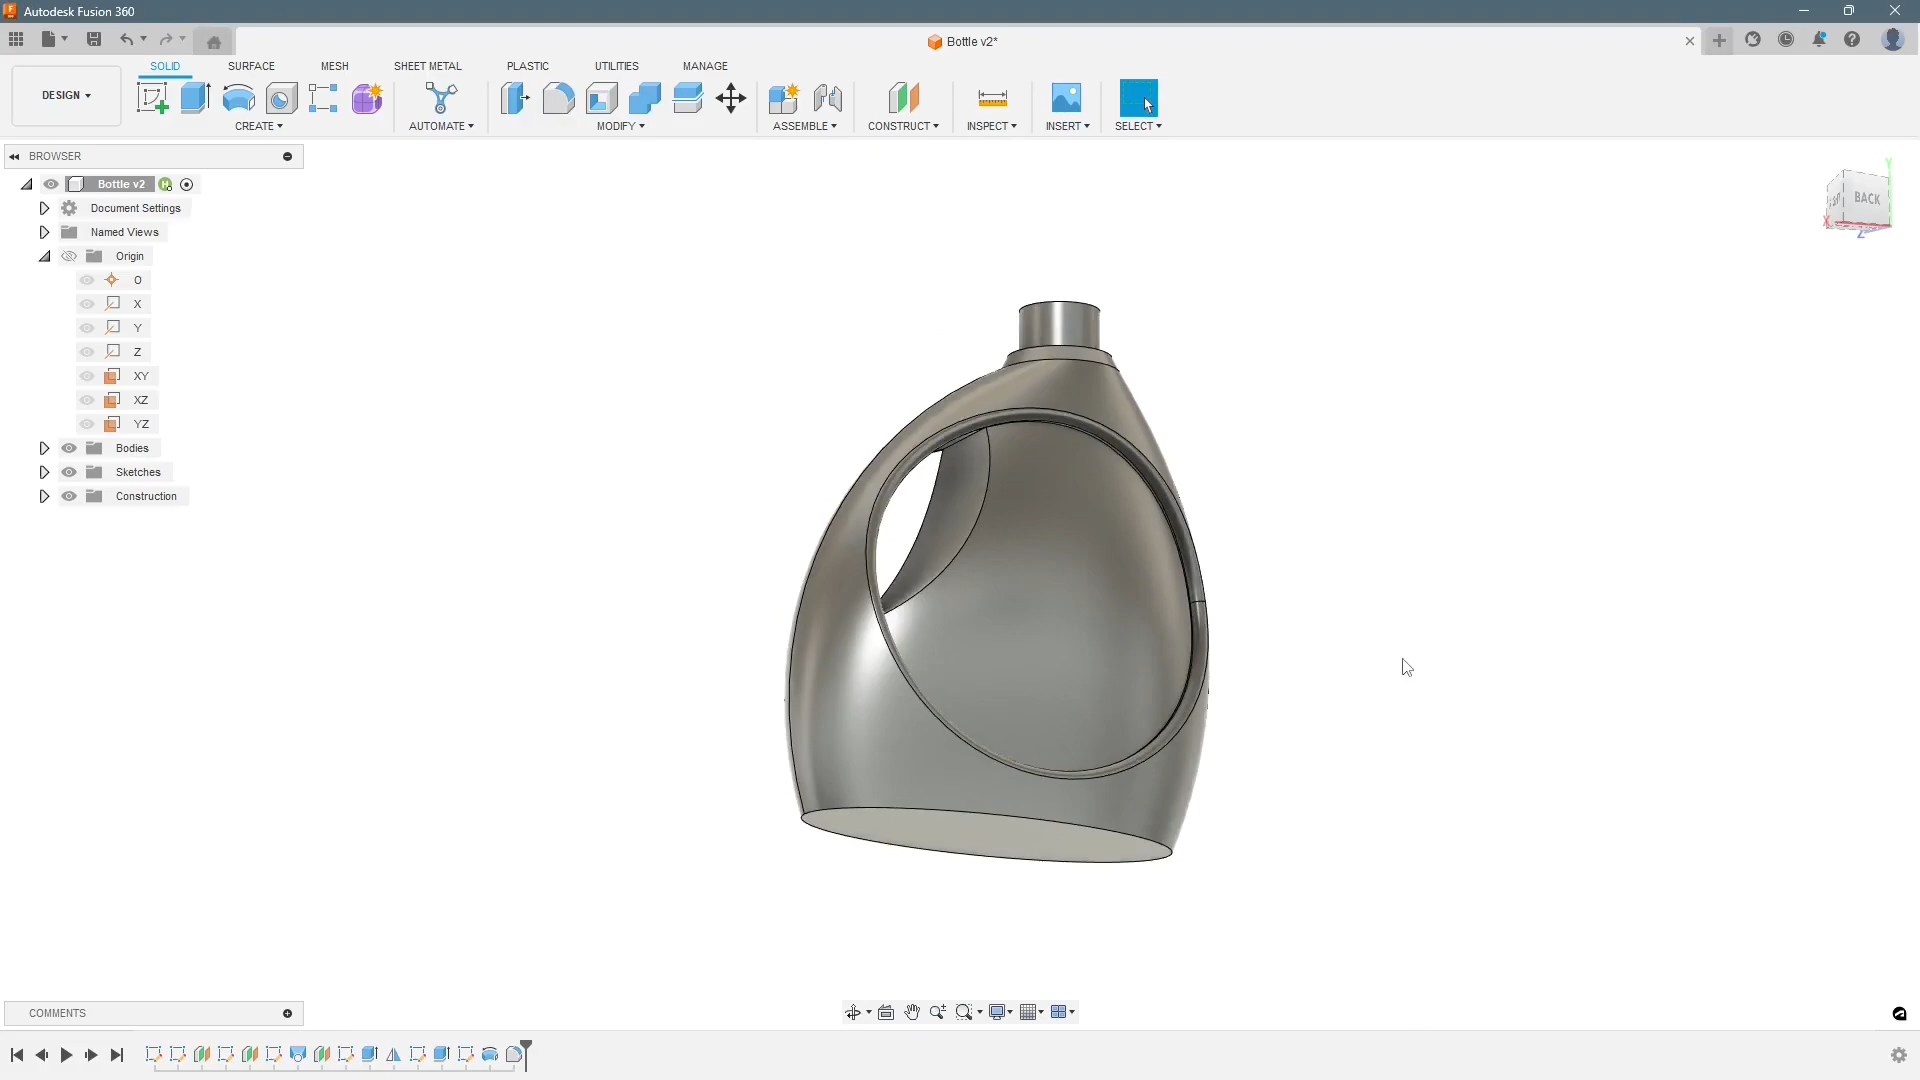 Autodesk Fusion 360
Bottle v2*
SOLID SURFACE MESH SHEET METAL PLASTIC UTILITIES MANAGE
DESIGN
CREATE AUTOMATE MODIFY ASSEMBLE CONSTRUCT INSPECT INSERT SELECT
BROWSER
Bottle v2
Document Settings
Named Views
Origin
O
X
Y
Z
XY
XZ
YZ
Bodies
Sketches
Construction
Y
BACK
X
Z
COMMENTS